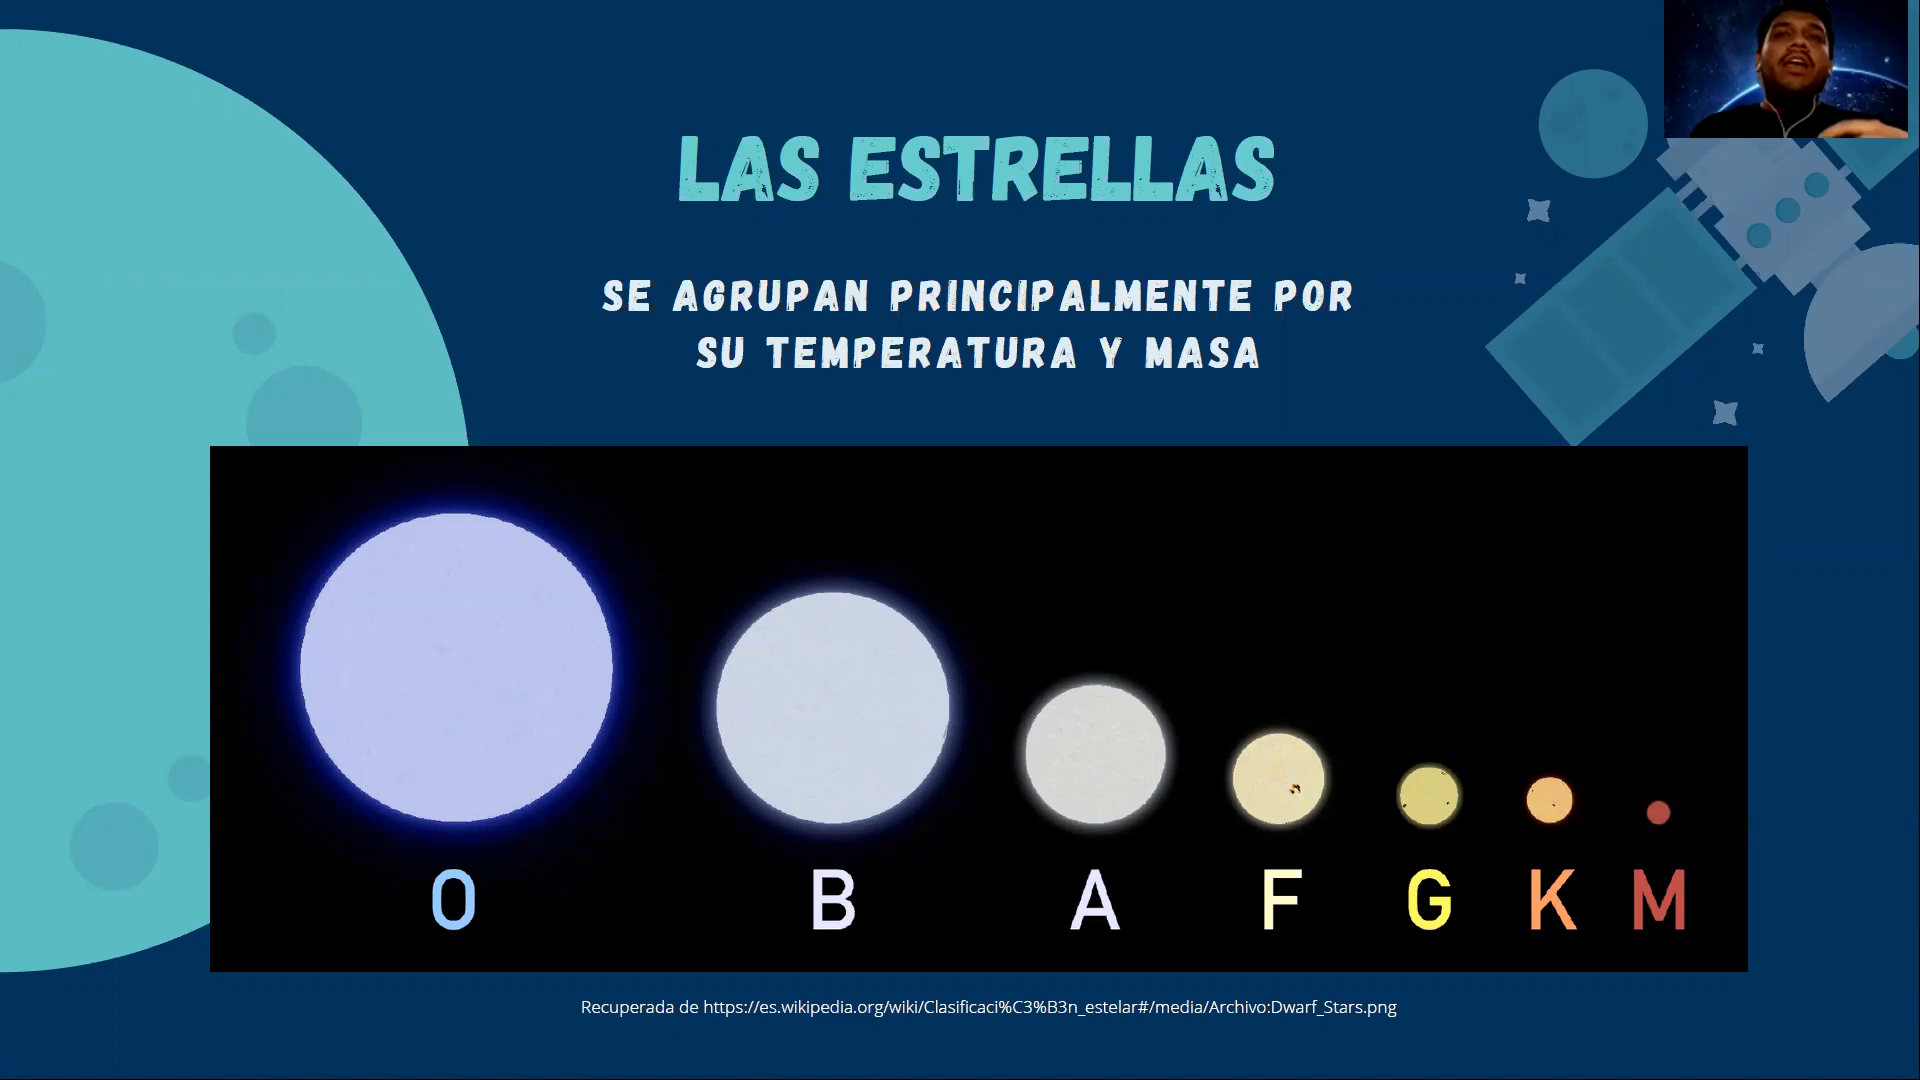 LAS ESTRELLAS
SE AGRUPAN PRINCIPALMENTE POR
SU TEMPERATURA Y MASA
O B A F G K M
Recuperada de https://es.wikipedia.org/wiki/Clasificaci%C3%B3n_estelar#/media/Archivo:Dwarf_Stars.png